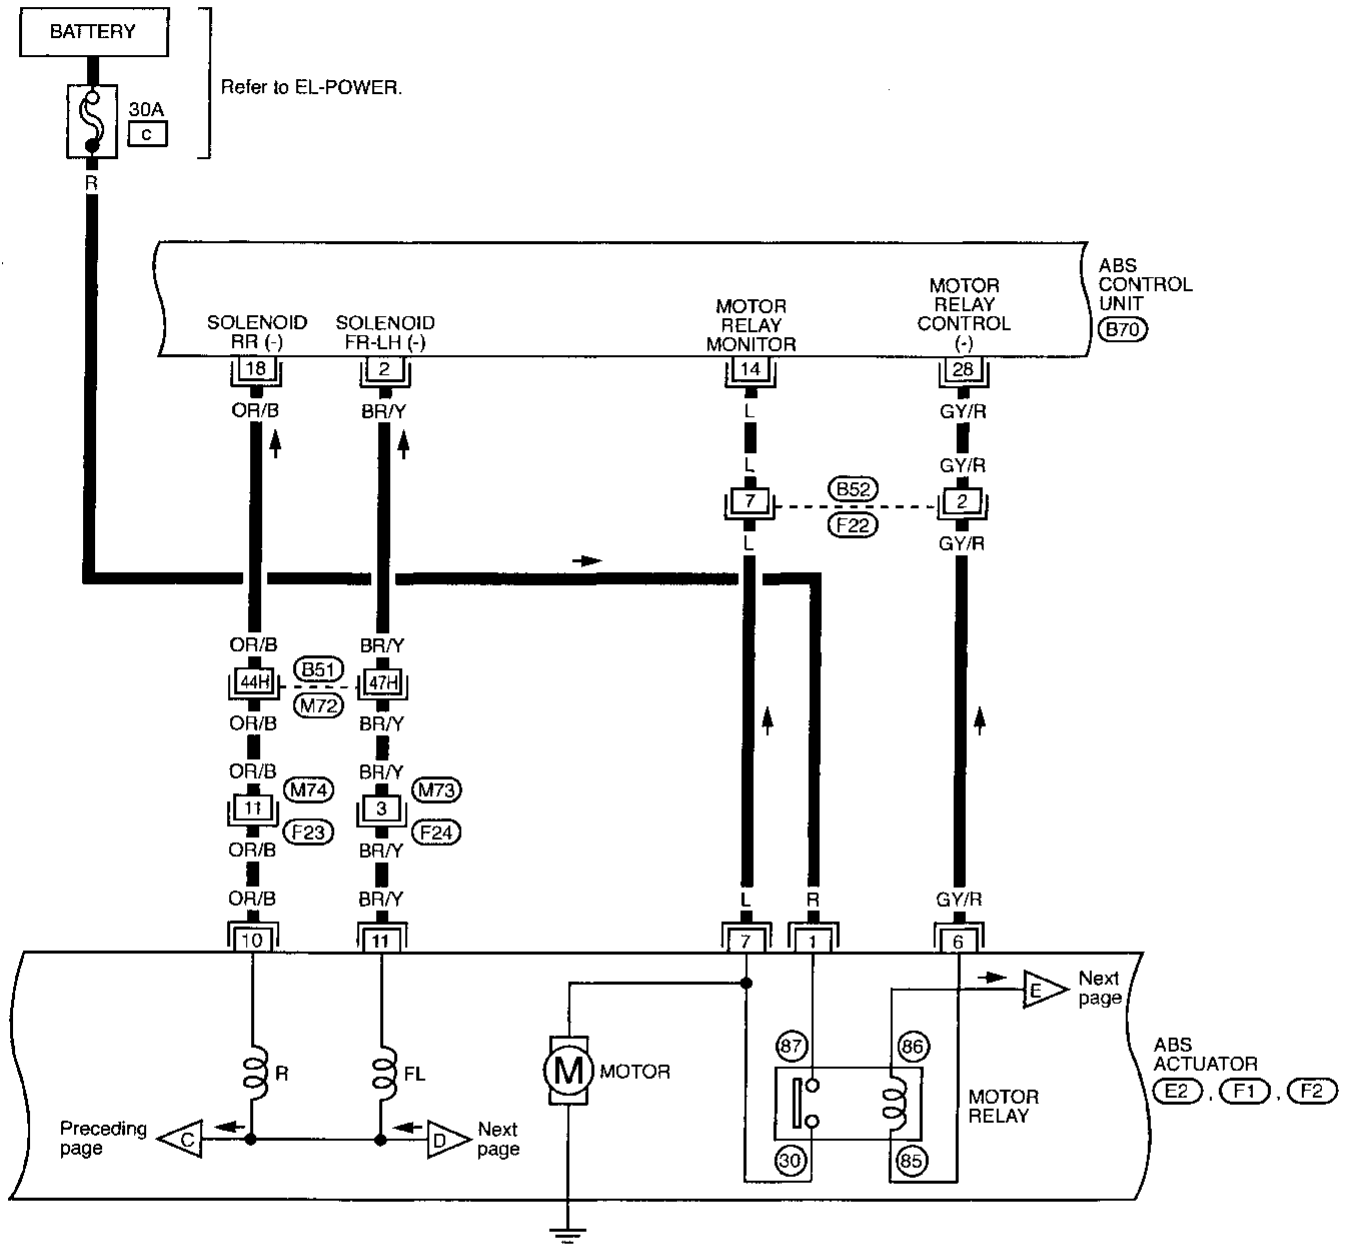 BATTERY
30A
C
Refer to EL-POWER.
R
ABS
CONTROL
UNIT
B70
SOLENOID
RR (-)
SOLENOID
FR-LH (-)
MOTOR
RELAY
MONITOR
MOTOR
RELAY
CONTROL
(-)
18
2
14
28
OR/B
BR/Y
L
GY/R
L
GY/R
7
B52
F22
2
L
GY/R
OR/B
BR/Y
44H
B51
M72
47H
OR/B
BR/Y
OR/B
BR/Y
11
M74
F23
3
M73
F24
OR/B
BR/Y
OR/B
BR/Y
L
R
GY/R
10
11
7
1
6
E
Next
page
87
86
R
FL
M
MOTOR
MOTOR
RELAY
ABS
ACTUATOR
E2 , F1 , F2
Preceding
page
C
D
Next
page
30
85